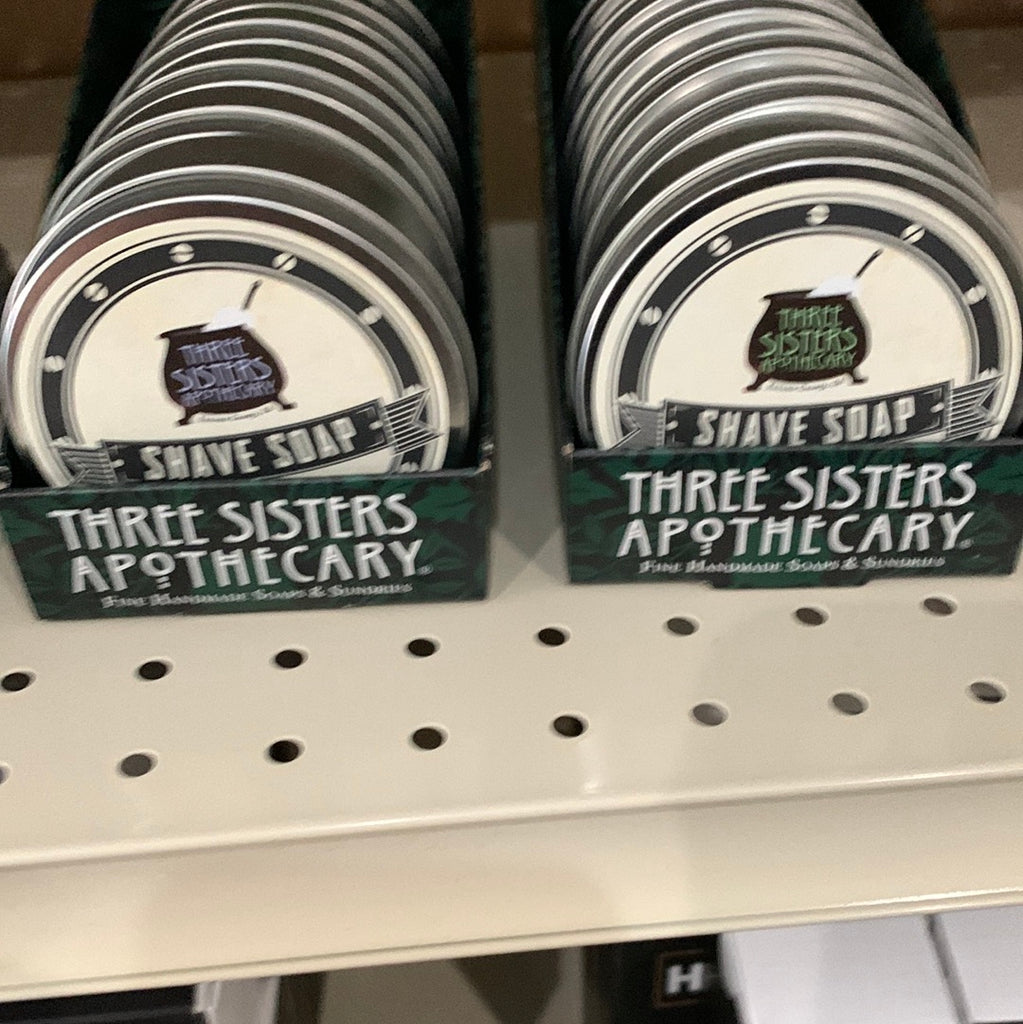 THREE
SISTERS
APOTHECARY
SHAVE SOAP
THREE SISTERS
APOTHECARY®
FINE HANDMADE SOAPS & SUNDRIES
THREE
SISTERS
APOTHECARY
SHAVE SOAP
THREE SISTERS
APOTHECARY®
FINE HANDMADE SOAPS & SUNDRIES
H